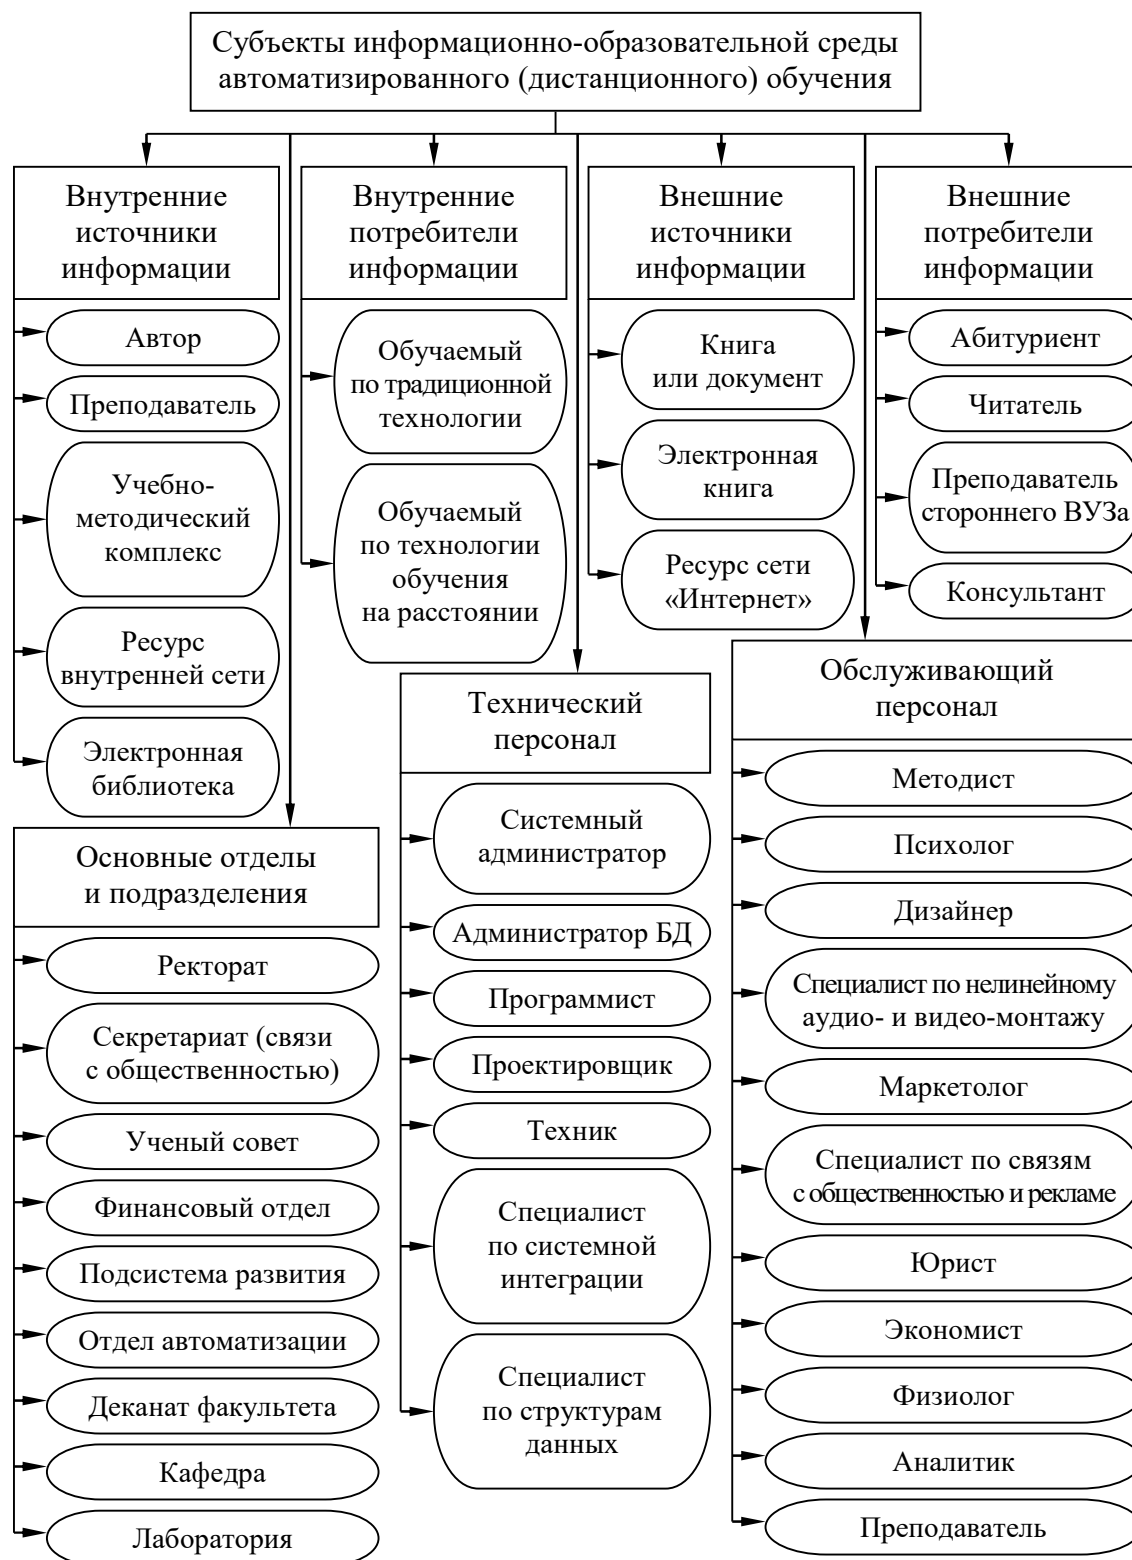 Субъекты информационно-образовательной среды
автоматизированного (дистанционного) обучения
Внутренние
источники
информации
Автор
Преподаватель
Учебно-
методический
комплекс
Ресурс
внутренней сети
Электронная
библиотека
Внутренние
потребители
информации
Обучаемый
по традиционной
технологии
Обучаемый
по технологии
обучения
на расстоянии
Внешние
источники
информации
Книга
или документ
Электронная
книга
Ресурс сети
«Интернет»
Внешние
потребители
информации
Абитуриент
Читатель
Преподаватель
стороннего ВУЗа
Консультант
Основные отделы
и подразделения
Ректорат
Секретариат (связи
с общественностью)
Ученый совет
Финансовый отдел
Подсистема развития
Отдел автоматизации
Деканат факультета
Кафедра
Лаборатория
Технический
персонал
Системный
администратор
Администратор БД
Программист
Проектировщик
Техник
Специалист
по системной
интеграции
Специалист
по структурам
данных
Обслуживающий
персонал
Методист
Психолог
Дизайнер
Специалист по нелинейному
аудио- и видео-монтажу
Маркетолог
Специалист по связям
с общественностью и рекламе
Юрист
Экономист
Физиолог
Аналитик
Преподаватель